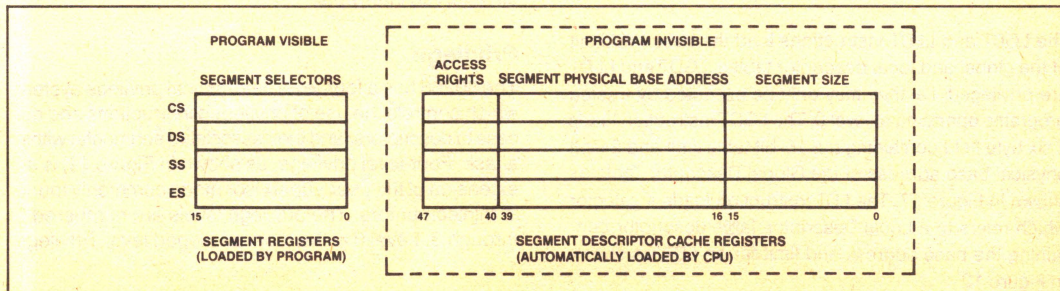 PROGRAM VISIBLE
PROGRAM INVISIBLE
ACCESS
RIGHTS
SEGMENT SELECTORS
SEGMENT PHYSICAL BASE ADDRESS
SEGMENT SIZE
CS
DS
SS
ES
15 0
47 40 39 16 15 0
SEGMENT REGISTERS
(LOADED BY PROGRAM)
SEGMENT DESCRIPTOR CACHE REGISTERS
(AUTOMATICALLY LOADED BY CPU)